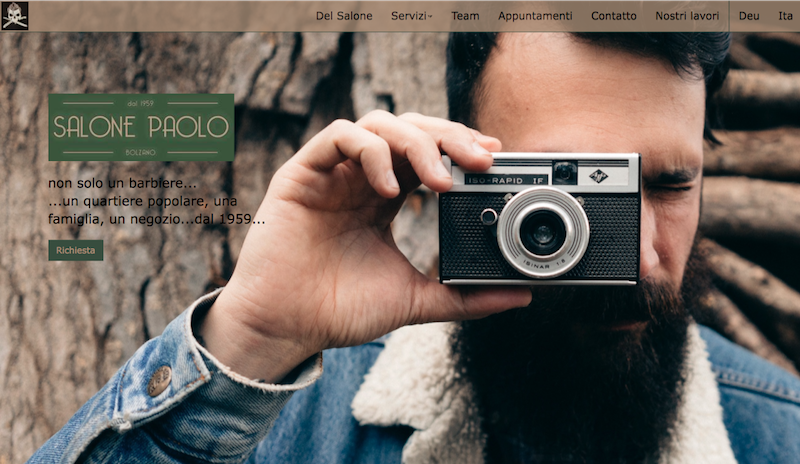 Del Salone Servizi Team Appuntamenti Contatto Nostri lavori Deu Ita
dal 1959
SALONE PAOLO
BOLZANO
non solo un barbiere...
...un quartiere popolare, una
famiglia, un negozio...dal 1959...
Richiesta
ISO-RAPID IF
Agfa
ISINAR 1:8